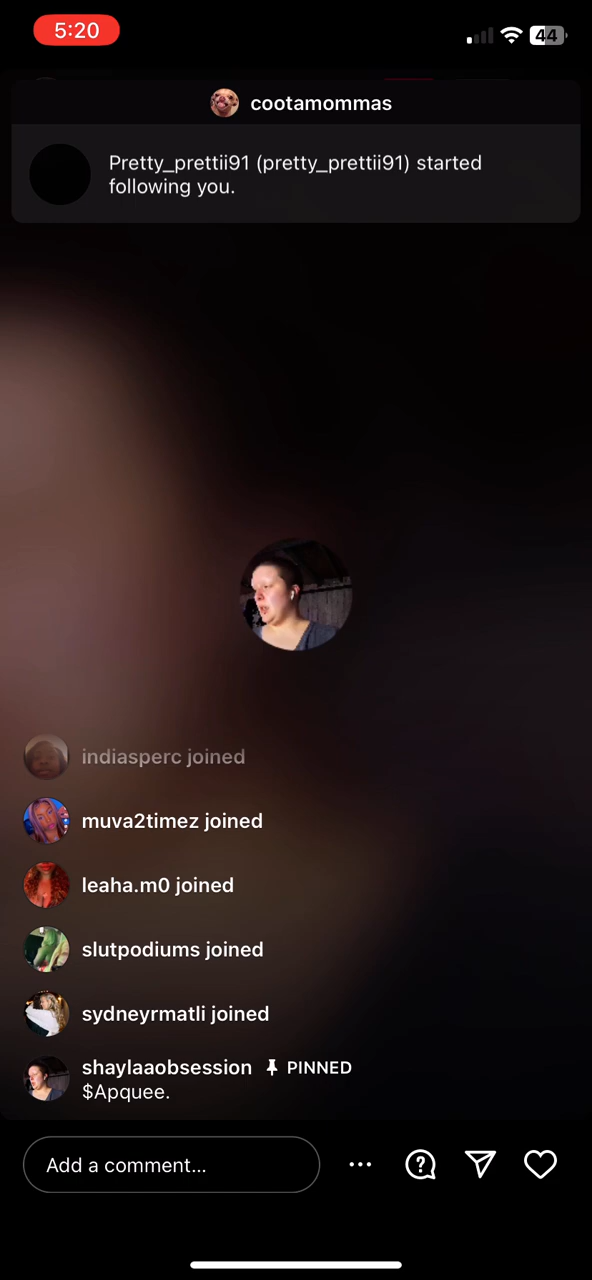 5:20
44
cootamommas
Pretty_prettii91 (pretty_prettii91) started
following you.
indiasperc joined
muva2timez joined
leaha.m0 joined
slutpodiums joined
sydneyrmatli joined
shaylaaobsession PINNED
$Apquee.
Add a comment...